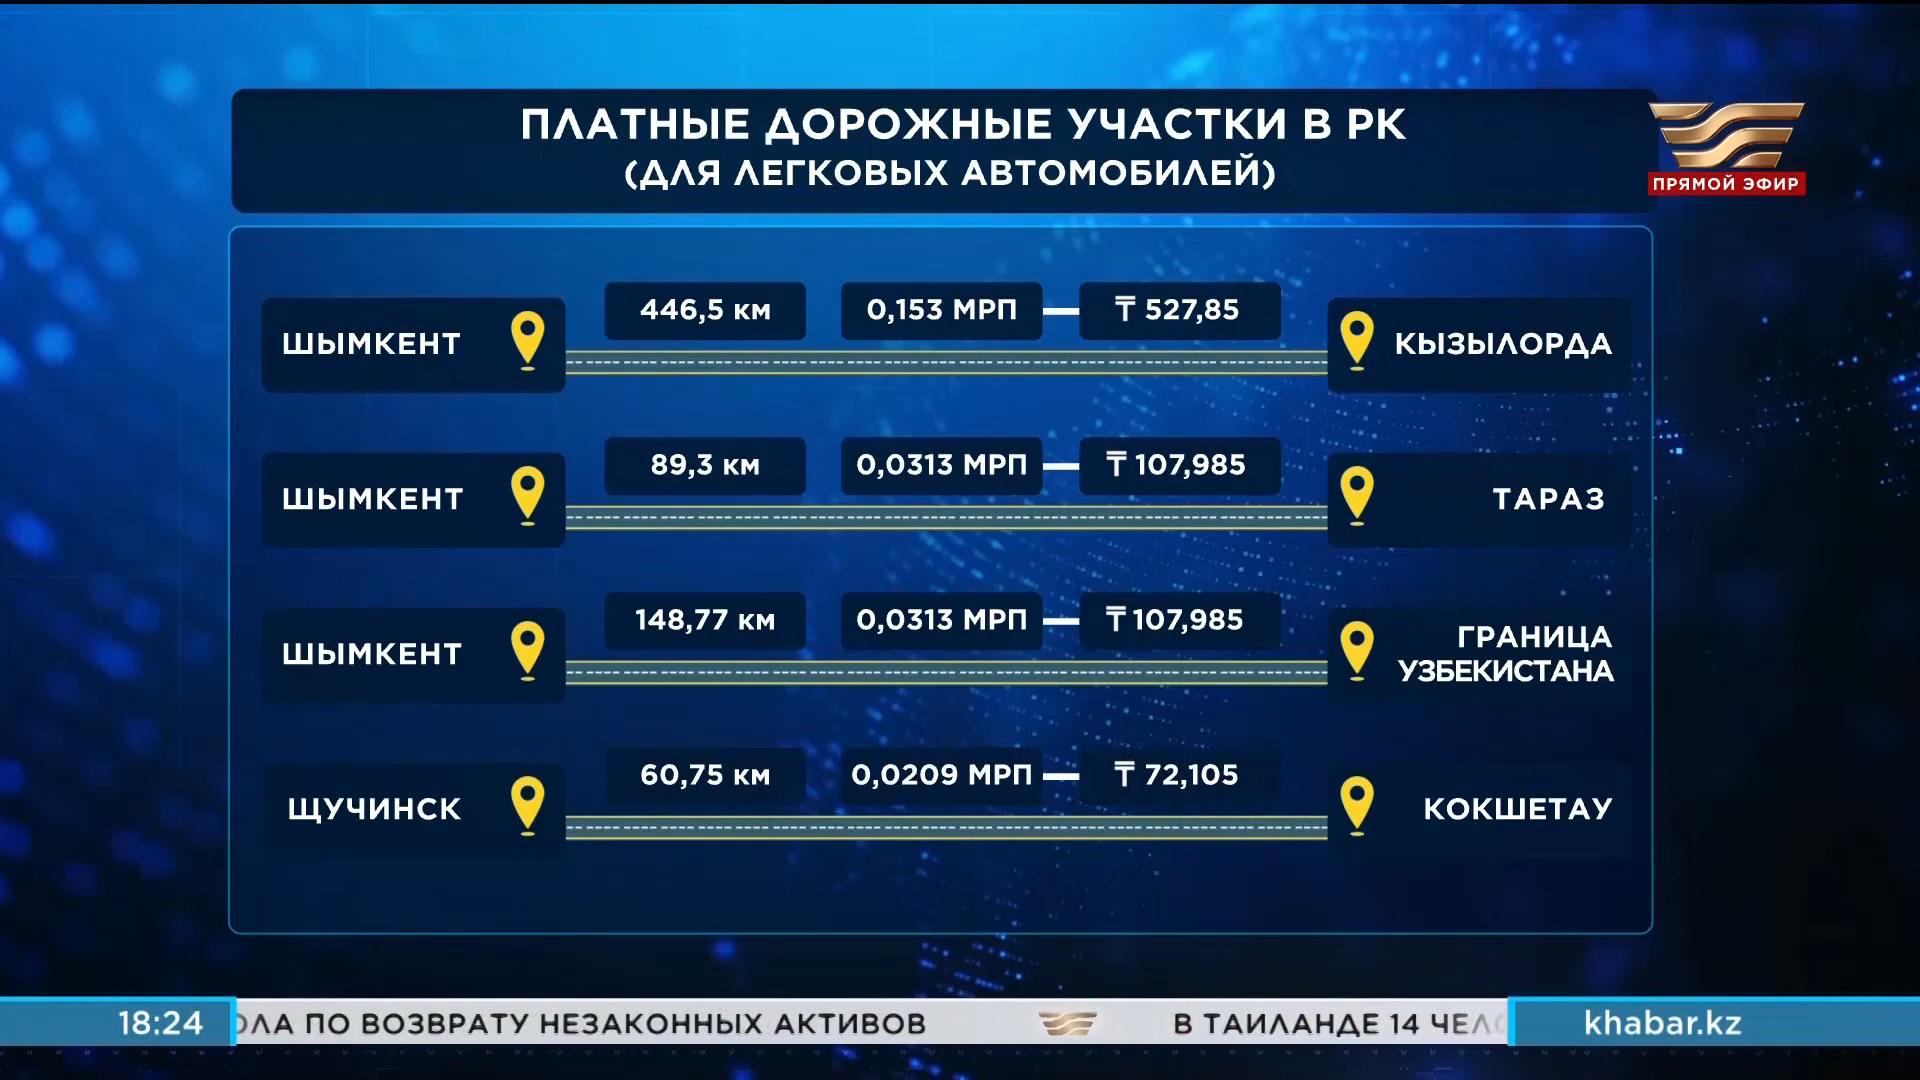 ПЛАТНЫЕ ДОРОЖНЫЕ УЧАСТКИ В РК
(ДЛЯ ЛЕГКОВЫХ АВТОМОБИЛЕЙ)
ПРЯМОЙ ЭФИР
446,5 км 0,153 МРП — ₸ 527,85
ШЫМКЕНТ КЫЗЫЛОРДА
89,3 км 0,0313 МРП — ₸ 107,985
ШЫМКЕНТ ТАРАЗ
148,77 км 0,0313 МРП — ₸ 107,985
ШЫМКЕНТ ГРАНИЦА
УЗБЕКИСТАНА
60,75 км 0,0209 МРП — ₸ 72,105
ЩУЧИНСК КОКШЕТАУ
18:24 ПО ВОЗВРАТУ НЕЗАКОННЫХ АКТИВОВ В ТАИЛАНДЕ 14 khabar.kz